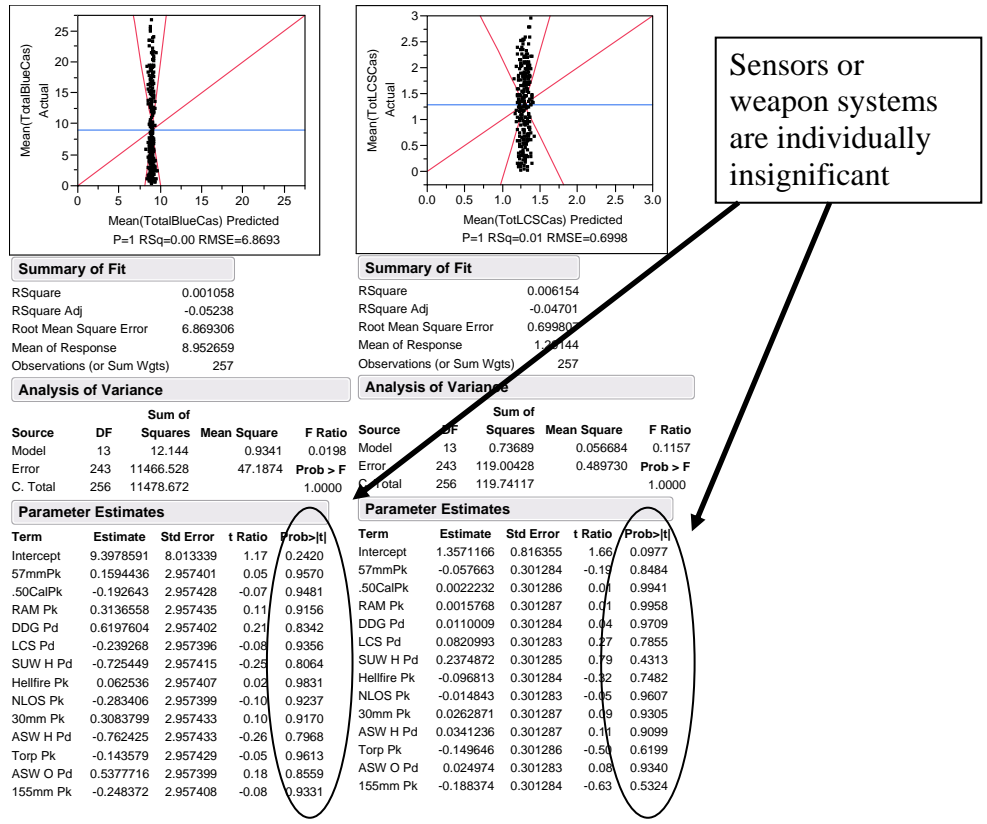 Mean(TotalBlueCas)
Actual
25
20
15
10
5
0
0 5 10 15 20 25
Mean(TotalBlueCas) Predicted
P=1 RSq=0.00 RMSE=6.8693
Summary of Fit
RSquare 0.001058
RSquare Adj -0.05238
Root Mean Square Error 6.869306
Mean of Response 8.952659
Observations (or Sum Wgts) 257
Analysis of Variance
Sum of
Source DF Squares Mean Square F Ratio
Model 13 12.144 0.9341 0.0198
Error 243 11466.528 47.1874 Prob > F
C. Total 256 11478.672 1.0000
Parameter Estimates
Term Estimate Std Error t Ratio Prob>|t|
Intercept 9.3978591 8.013339 1.17 0.2420
57mmPk 0.1594436 2.957401 0.05 0.9570
.50CalPk -0.192643 2.957428 -0.07 0.9481
RAM Pk 0.3136558 2.957435 0.11 0.9156
DDG Pd 0.6197604 2.957402 0.21 0.8342
LCS Pd -0.239268 2.957396 -0.08 0.9356
SUW H Pd -0.725449 2.957415 -0.25 0.8064
Hellfire Pk 0.062536 2.957407 0.02 0.9831
NLOS Pk -0.283406 2.957399 -0.10 0.9237
30mm Pk 0.3083799 2.957433 0.10 0.9170
ASW H Pd -0.762425 2.957433 -0.26 0.7968
Torp Pk -0.143579 2.957429 -0.05 0.9613
ASW O Pd 0.5377716 2.957399 0.18 0.8559
155mm Pk -0.248372 2.957408 -0.08 0.9331
Mean(TotLCSCas)
Actual
3
2.5
2
1.5
1
0.5
0
0.0 0.5 1.0 1.5 2.0 2.5 3.0
Mean(TotLCSCas) Predicted
P=1 RSq=0.01 RMSE=0.6998
Summary of Fit
RSquare 0.006154
RSquare Adj -0.04701
Root Mean Square Error
Mean of Response
Observations (or Sum Wgts) 257
Analysis of Variance
Sum of
Source DF Squares Mean Square F Ratio
Model 13 0.73689 0.056684 0.1157
Error 243 119.00428 0.489730 Prob > F
C. Total 256 119.74117 1.0000
Parameter Estimates
Term Estimate Std Error t Ratio Prob>|t|
Intercept 1.3571166 0.816355 1.66 0.0977
57mmPk -0.057663 0.301284 -0.19 0.8484
.50CalPk 0.0022232 0.301286 0.01 0.9941
RAM Pk 0.0015768 0.301287 0.01 0.9958
DDG Pd 0.0110009 0.301284 0.04 0.9709
LCS Pd 0.0820993 0.301283 0.27 0.7855
SUW H Pd 0.2374872 0.301285 0.79 0.4313
Hellfire Pk -0.096813 0.301284 -0.32 0.7482
NLOS Pk -0.014843 0.301283 -0.05 0.9607
30mm Pk 0.0262871 0.301287 0.09 0.9305
ASW H Pd 0.0341236 0.301287 0.11 0.9099
Torp Pk -0.149646 0.301286 -0.50 0.6199
ASW O Pd 0.024974 0.301283 0.08 0.9340
155mm Pk -0.188374 0.301284 -0.63 0.5324
Sensors or
weapon systems
are individually
insignificant